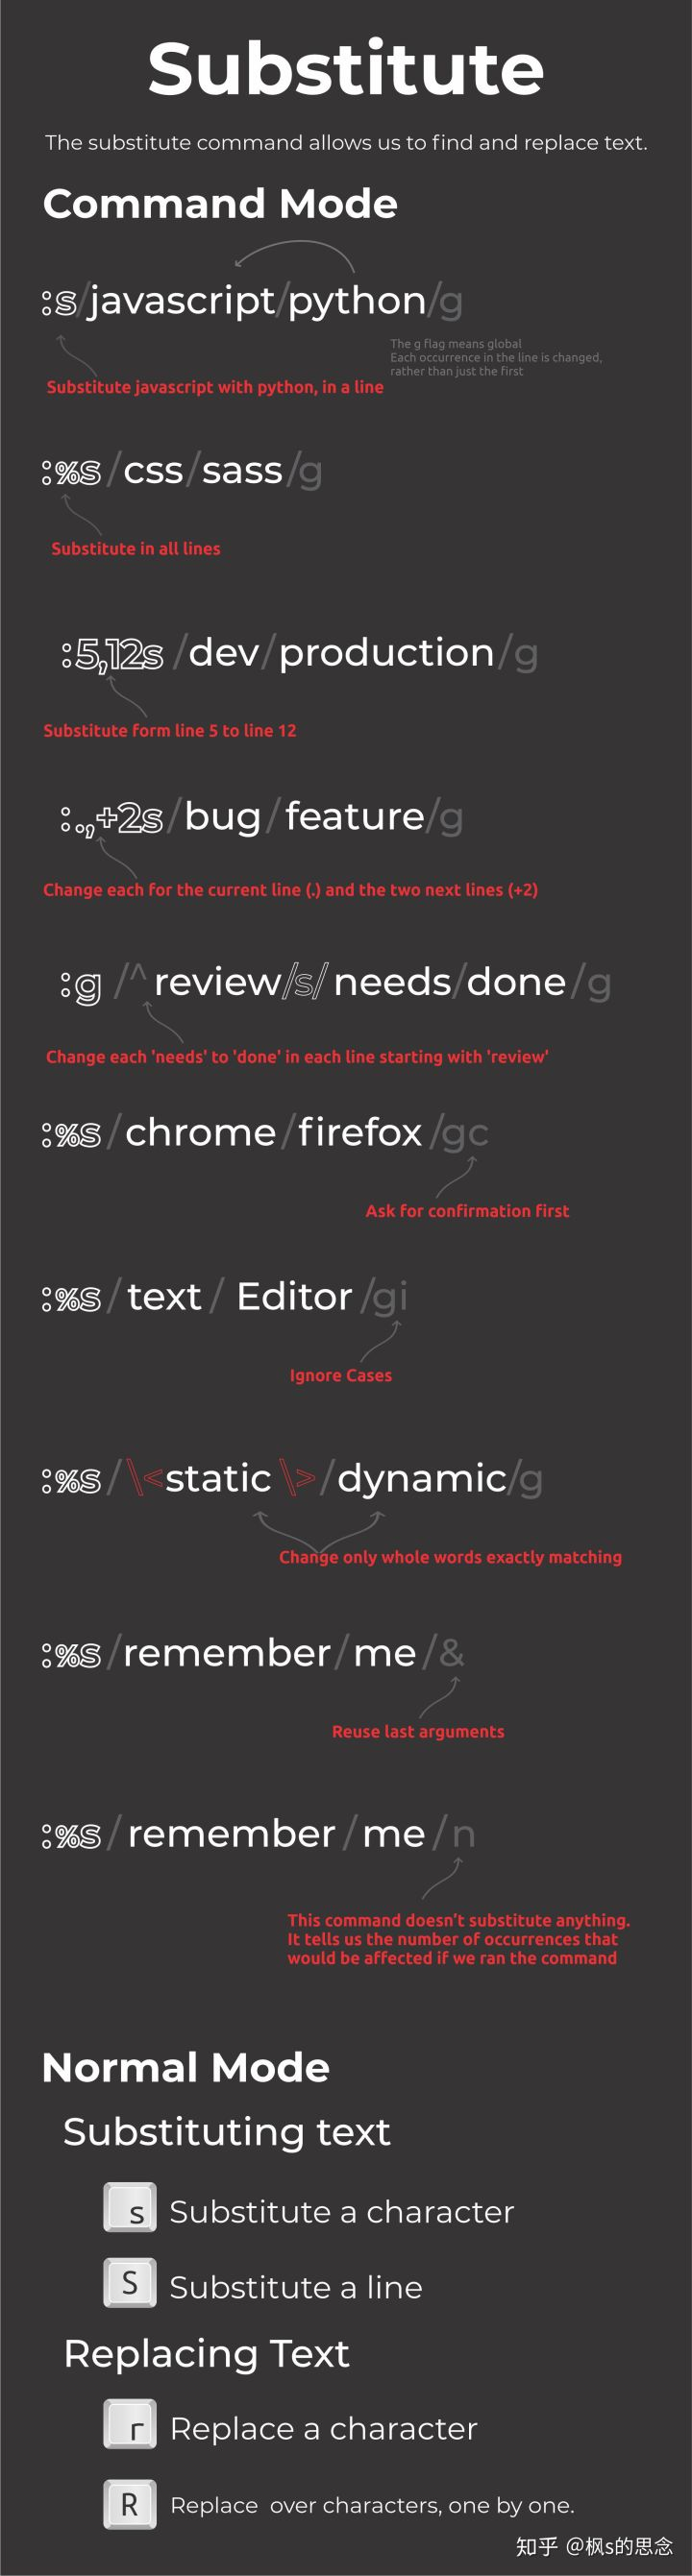 Substitute
The substitute command allows us to find and replace text.
Command Mode
:s/javascript/python/g
The g flag means global
Each occurrence in the line is changed,
rather than just the first
Substitute javascript with python, in a line
:%s /css/sass/g
Substitute in all lines
:5,12s /dev/production/g
Substitute form line 5 to line 12
:.,+2s/bug/feature/g
Change each for the current line (.) and the two next lines (+2)
:g /^review/s/needs/done/g
Change each 'needs' to 'done' in each line starting with 'review'
:%s/chrome/firefox/gc
Ask for confirmation first
:%s/text/ Editor/gi
Ignore Cases
:%s/\<static\>/dynamic/g
Change only whole words exactly matching
:%s/remember/me/&
Reuse last arguments
:%s/remember/me/n
This command doesn't substitute anything.
It tells us the number of occurrences that
would be affected if we ran the command
Normal Mode
Substituting text
s Substitute a character
S Substitute a line
Replacing Text
r Replace a character
R Replace over characters, one by one.
知乎 @枫s的思念